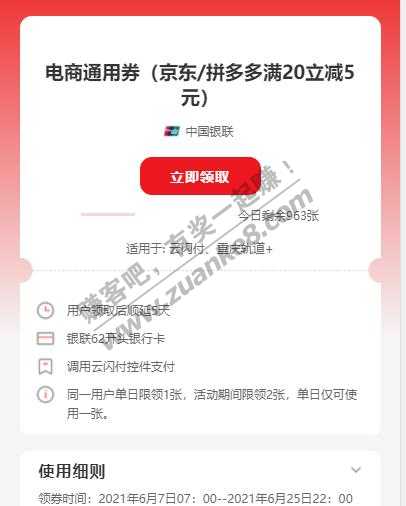 电商通用券（京东/拼多多满20立减5
元）
中国银联
立即领取
今日剩余963张
适用于: 云闪付、重庆轨道+
赚客吧，有奖一起赚！
www.zuanke8.com
用户领取后顺延5天
银联62开头银行卡
调用云闪付控件支付
同一用户单日限领1张，活动期间限领2张，单日仅可使
用一张。
使用细则
领券时间：2021年6月7日07：00--2021年6月25日22：00